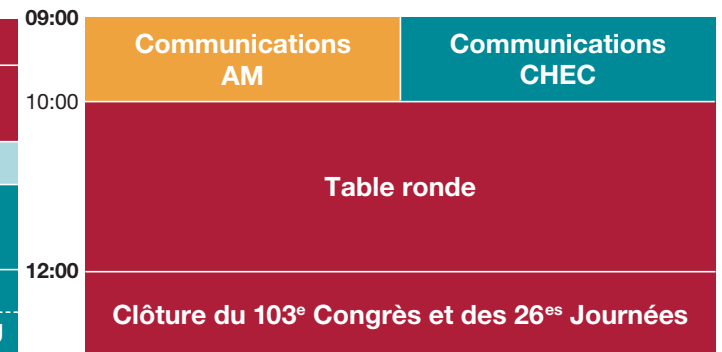 09:00
Communications
AM
Communications
CHEC
10:00
Table ronde
12:00
Clôture du 103e Congrès et des 26es Journées